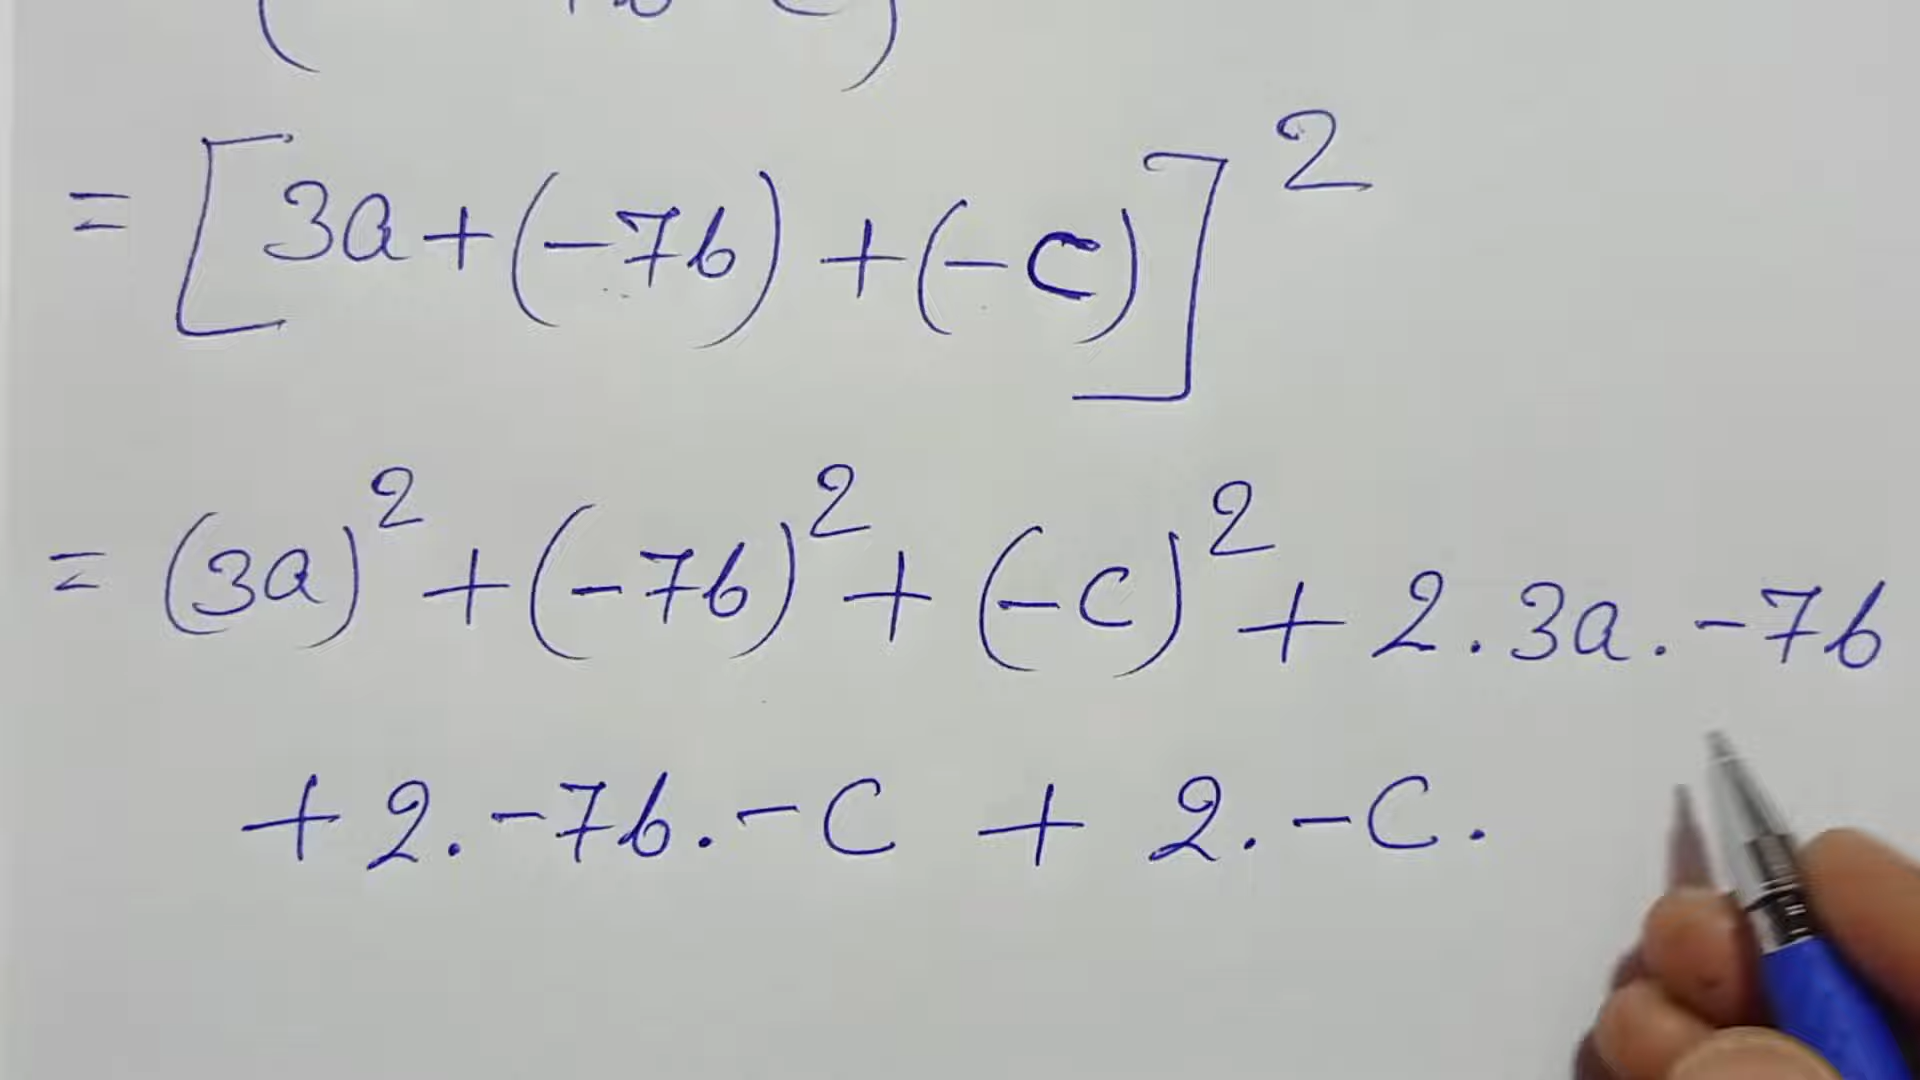 = [3a + (-7b) + (-c)]²
= (3a)² + (-7b)² + (-c)² + 2 . 3a . -7b
+ 2 . -7b . -c + 2 . -c .